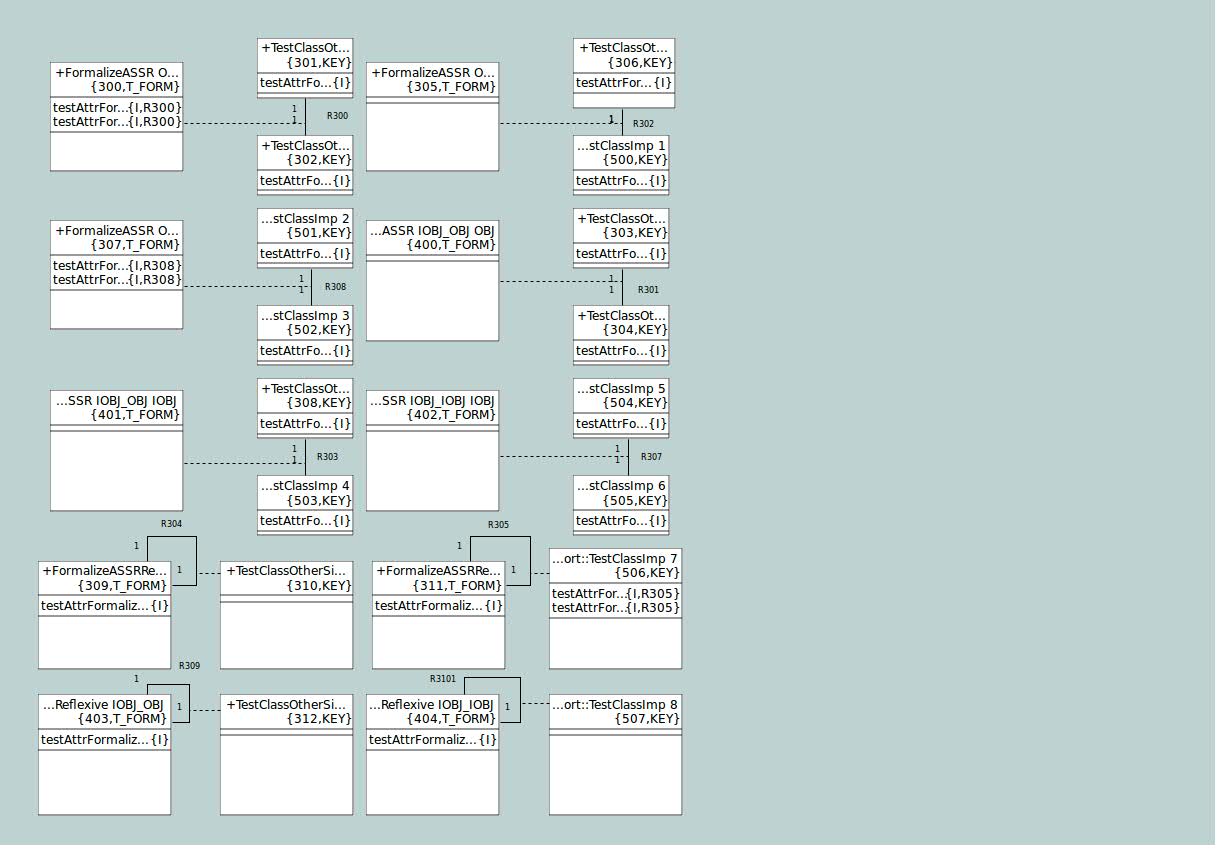 +TestClassOt...
{301,KEY}
testAttrFo...{I}
+TestClassOt...
{306,KEY}
testAttrFor...{I}
+FormalizeASSR O...
{300,T_FORM}
testAttrFor...{I,R300}
testAttrFor...{I,R300}
+FormalizeASSR O...
{305,T_FORM}
1
1
R300
1
R302
+TestClassOt...
{302,KEY}
testAttrFo...{I}
...stClassImp 1
{500,KEY}
testAttrFo...{I}
...stClassImp 2
{501,KEY}
testAttrFo...{I}
+TestClassOt...
{303,KEY}
testAttrFo...{I}
+FormalizeASSR O...
{307,T_FORM}
testAttrFor...{I,R308}
testAttrFor...{I,R308}
...ASSR IOBJ_OBJ OBJ
{400,T_FORM}
1
1
R308
1
1
R301
...stClassImp 3
{502,KEY}
testAttrFo...{I}
+TestClassOt...
{304,KEY}
testAttrFo...{I}
+TestClassOt...
{308,KEY}
testAttrFo...{I}
...stClassImp 5
{504,KEY}
testAttrFo...{I}
...SSR IOBJ_OBJ IOBJ
{401,T_FORM}
...SSR IOBJ_IOBJ IOBJ
{402,T_FORM}
1
1
R303
1
1
R307
...stClassImp 4
{503,KEY}
testAttrFo...{I}
...stClassImp 6
{505,KEY}
testAttrFo...{I}
R304
1
1
R305
1
1
+FormalizeASSRRe...
{309,T_FORM}
testAttrFormaliz...{I}
+TestClassOtherSi...
{310,KEY}
+FormalizeASSRRe...
{311,T_FORM}
testAttrFormaliz...{I}
...ort::TestClassImp 7
{506,KEY}
testAttrFor...{I,R305}
testAttrFor...{I,R305}
R309
1
1
R3101
1
...Reflexive IOBJ_OBJ
{403,T_FORM}
testAttrFormaliz...{I}
+TestClassOtherSi...
{312,KEY}
...Reflexive IOBJ_IOBJ
{404,T_FORM}
testAttrFormaliz...{I}
...ort::TestClassImp 8
{507,KEY}